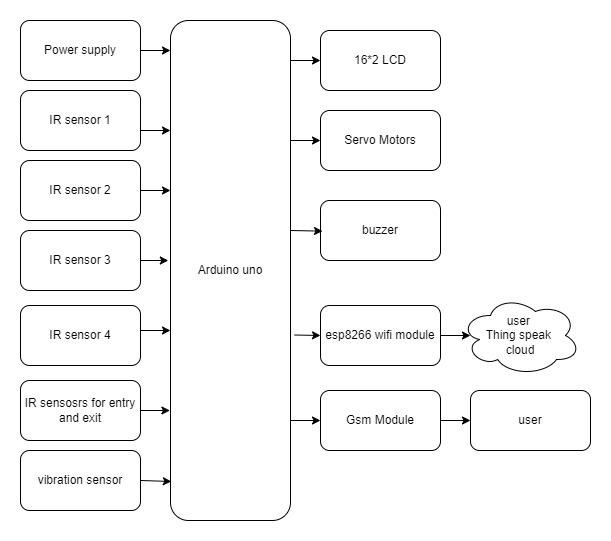 Power supply
IR sensor 1
IR sensor 2
IR sensor 3
IR sensor 4
IR sensosrs for entry
and exit
vibration sensor
Arduino uno
16*2 LCD
Servo Motors
buzzer
esp8266 wifi module
user
Thing speak
cloud
Gsm Module
user